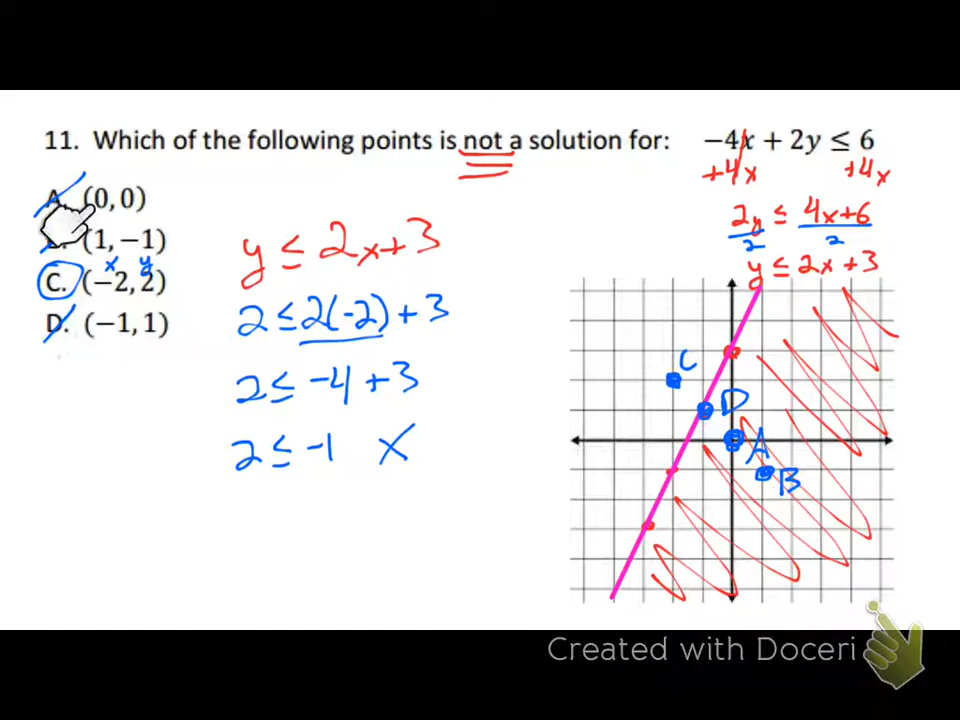 11. Which of the following points is not a solution for: −4x + 2y ≤ 6
+4x +4x
A. (0, 0)
2y ≤ 4x+6
2 2
(1, −1)
y ≤ 2x+3
y ≤ 2x+3
x y
C. (−2, 2)
2 ≤ 2(-2)+3
D. (−1, 1)
2 ≤ -4+3
2 ≤ -1 X
C
D
A
B
Created with Doceri